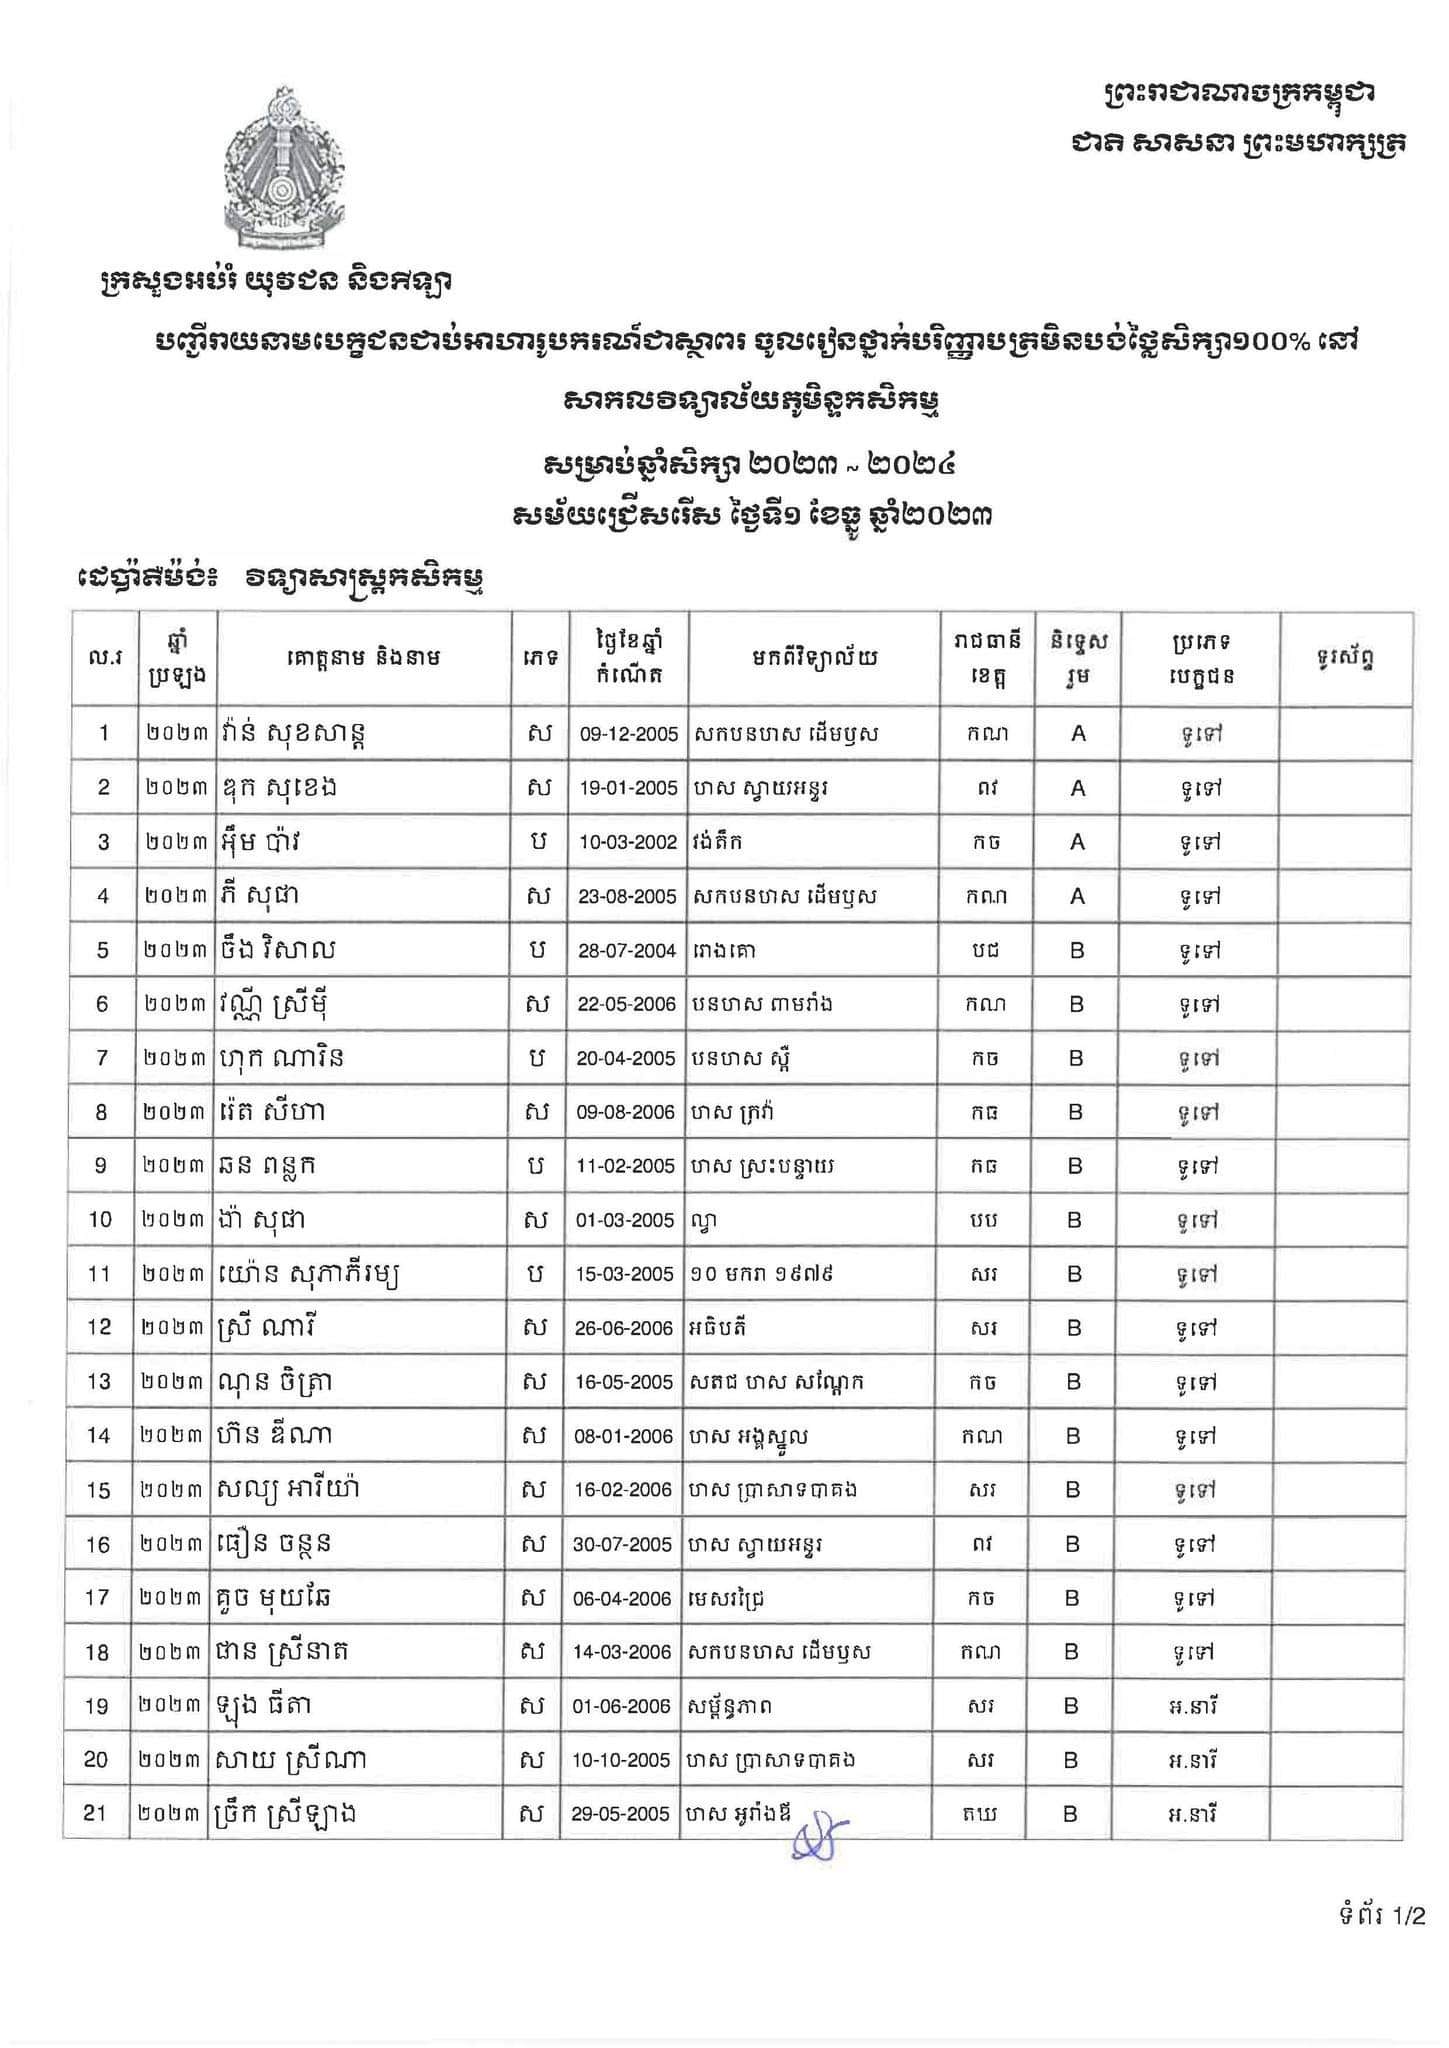 ព្រះរាជាណាចក្រកម្ពុជា
ជាតិ សាសនា ព្រះមហាក្សត្រ
ក្រសួងអប់រំ យុវជន និងកីឡា
បញ្ជីរាយនាមបេក្ខជនជាប់អាហារូបករណ៍ជាស្ថាពរ ចូលរៀនថ្នាក់បរិញ្ញាបត្រមិនបង់ថ្លៃសិក្សា១០០% នៅ
សាកលវិទ្យាល័យភូមិន្ទកសិកម្ម
សម្រាប់ឆ្នាំសិក្សា ២០២៣ ~ ២០២៤
សម័យជ្រើសរើស ថ្ងៃទី១ ខែធ្នូ ឆ្នាំ២០២៣
ដេប៉ាតឺម៉ង់៖ វិទ្យាសាស្ត្រកសិកម្ម
ល.រ ឆ្នាំប្រឡង គោត្តនាម និងនាម ភេទ ថ្ងៃខែឆ្នាំកំណើត មកពីវិទ្យាល័យ រាជធានីខេត្ត និទ្ទេសរួម ប្រភេទបេក្ខជន ទូរស័ព្ទ
1 ២០២៣ វ៉ាន់ សុខសាន្ត ស 09-12-2005 សកបនហស ដើមឫស កណ A ទូទៅ
2 ២០២៣ ឌុក សុខេង ស 19-01-2005 ហស ស្វាយអន្ទរ ពវ A ទូទៅ
3 ២០២៣ អ៊ឹម ប៉ាវ ប 10-03-2002 រង់តឹក កច A ទូទៅ
4 ២០២៣ ភី សុផា ស 23-08-2005 សកបនហស ដើមឫស កណ A ទូទៅ
5 ២០២៣ ចឹង វិសាល ប 28-07-2004 រោងគោ បជ B ទូទៅ
6 ២០២៣ វណ្ណី ស្រីម៉ី ស 22-05-2006 បនហស ពាមរាំង កណ B ទូទៅ
7 ២០២៣ ហុក ណារិន ប 20-04-2005 បនហស ស្គឺ កច B ទូទៅ
8 ២០២៣ រ៉េត សីហា ស 09-08-2006 ហស ត្រវ៉ា កធ B ទូទៅ
9 ២០២៣ ឆន ពន្លក ប 11-02-2005 ហស ស្រះបន្ទាយ កធ B ទូទៅ
10 ២០២៣ ង៉ា សុផា ស 01-03-2005 ល្វា បប B ទូទៅ
11 ២០២៣ យ៉ោន សុភាភីរម្យ ប 15-03-2005 ១០ មករា ១៩៧៩ សរ B ទូទៅ
12 ២០២៣ ស្រី ណារី ស 26-06-2006 អធិបតី សរ B ទូទៅ
13 ២០២៣ ណុន ចិត្រា ស 16-05-2005 សតជ ហស សណ្តែក កច B ទូទៅ
14 ២០២៣ ហ៊ន ឌីណា ស 08-01-2006 ហស អង្គស្នួល កណ B ទូទៅ
15 ២០២៣ សល្យ អារីយ៉ា ស 16-02-2006 ហស ប្រាសាទបាគង សរ B ទូទៅ
16 ២០២៣ ធឿន ចន្ថន ស 30-07-2005 ហស ស្វាយអន្ទរ ពវ B ទូទៅ
17 ២០២៣ គួច មុយឆែ ស 06-04-2006 មេសរជ្រៃ កច B ទូទៅ
18 ២០២៣ ផាន ស្រីនាត ស 14-03-2006 សកបនហស ដើមឫស កណ B ទូទៅ
19 ២០២៣ ឡុង ធីតា ស 01-06-2006 សម្ព័ន្ធភាព សរ B អ.នារី
20 ២០២៣ សាយ ស្រីណា ស 10-10-2005 ហស ប្រាសាទបាគង សរ B អ.នារី
21 ២០២៣ ច្រឹក ស្រីឡាង ស 29-05-2005 ហស អូរាំងឪ តឃ B អ.នារី
ទំព័រ 1/2